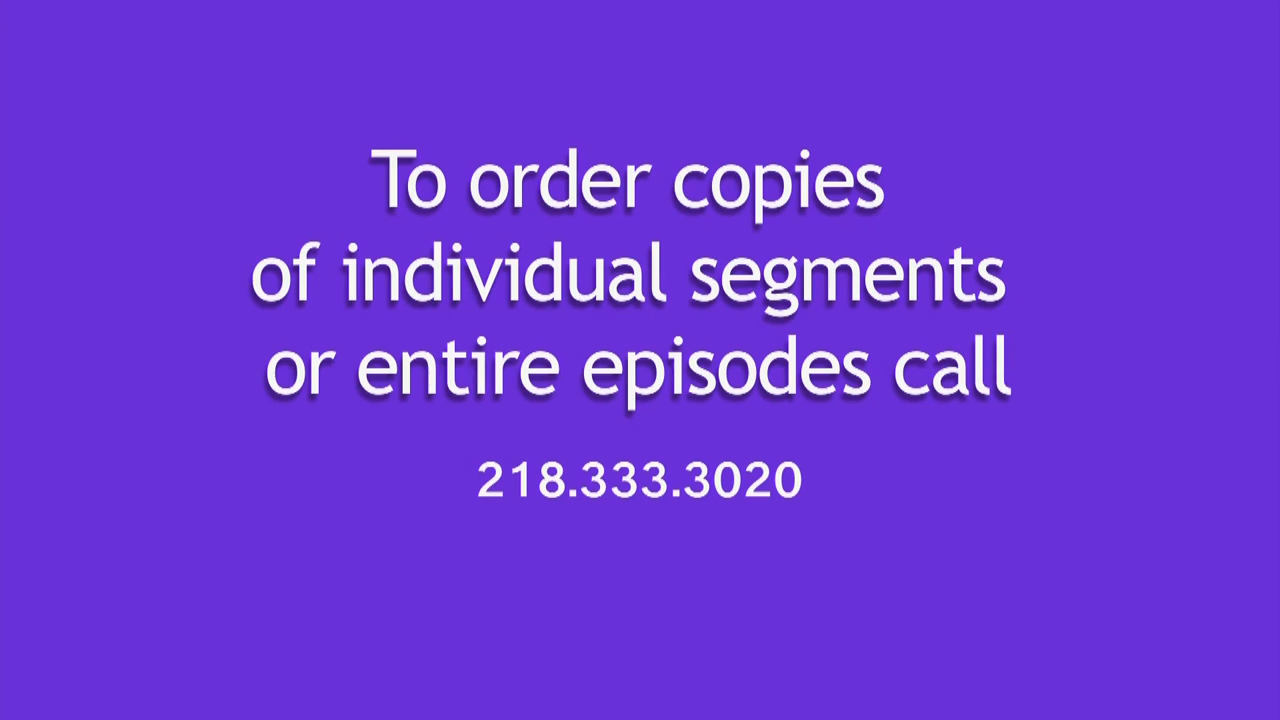 To order copies
of individual segments
or entire episodes call
218.333.3020